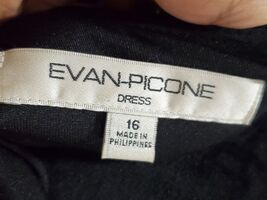 EVAN-PICONE
DRESS
16
MADE IN
PHILIPPINES